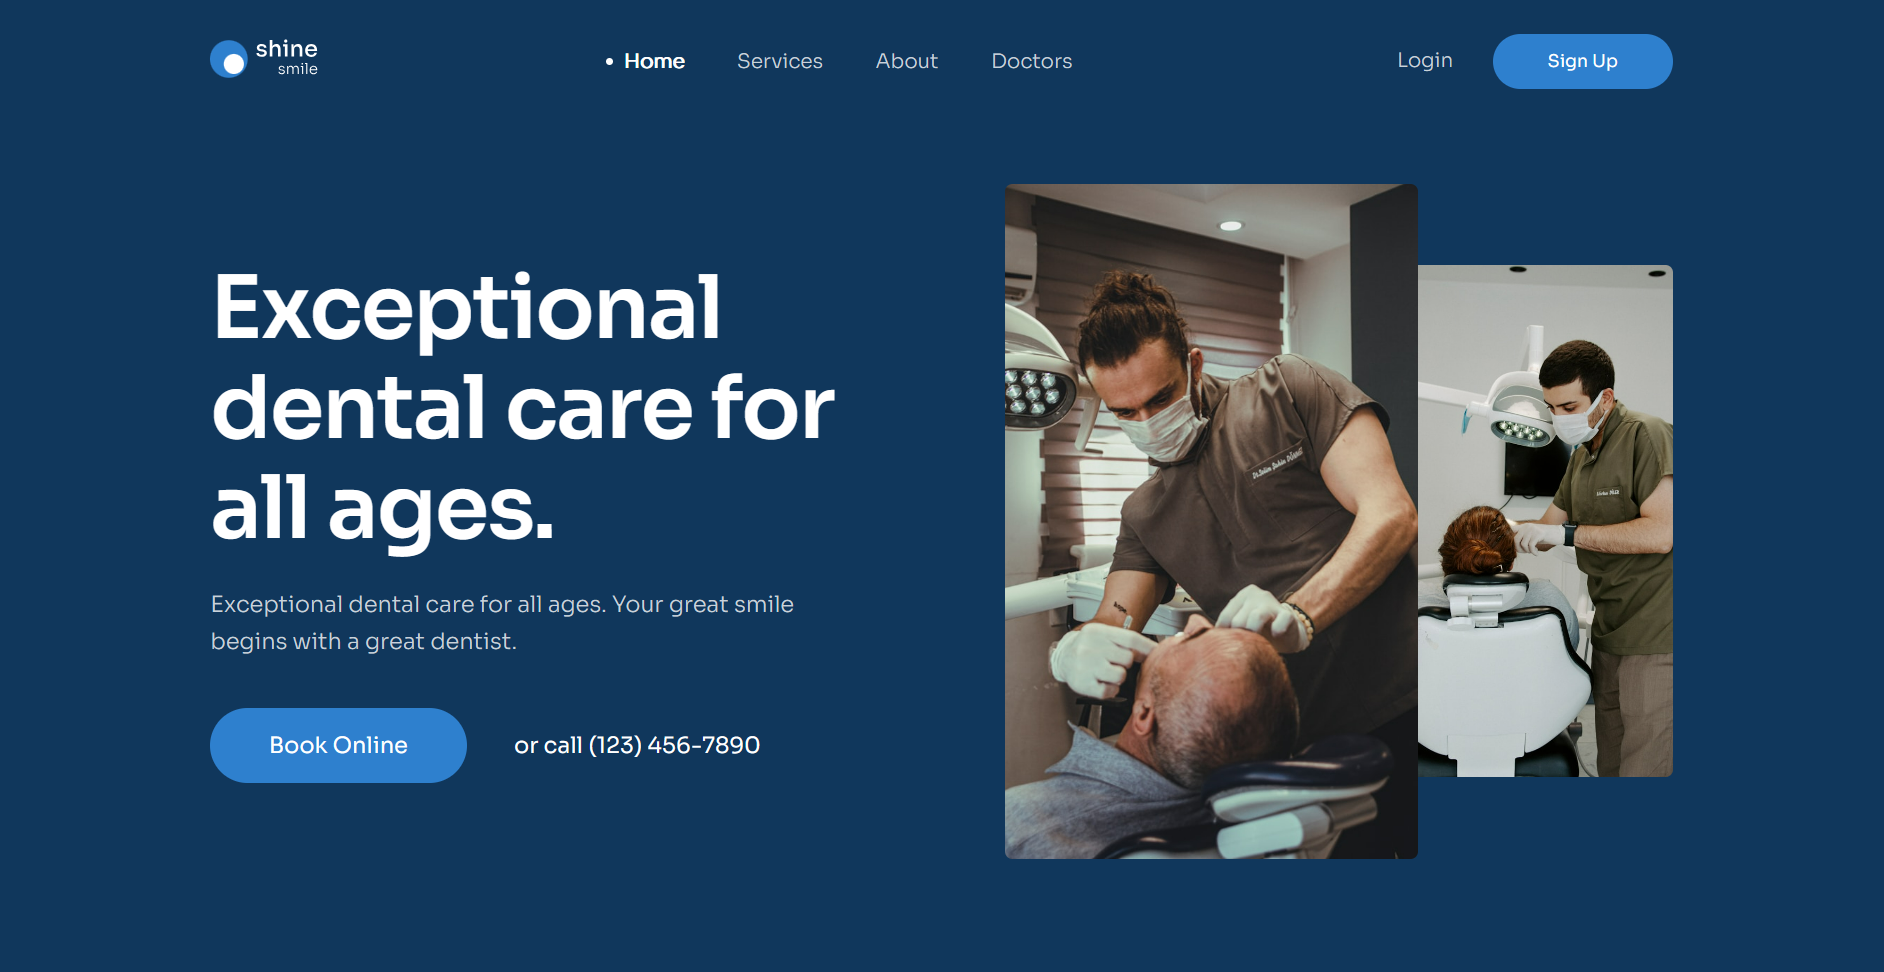 shine
smile
Home
Services
About
Doctors
Login
Sign Up
Exceptional
dental care for
all ages.
Exceptional dental care for all ages. Your great smile
begins with a great dentist.
Book Online
or call (123) 456-7890